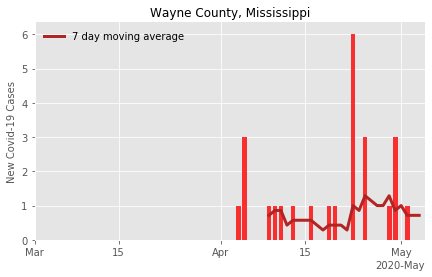 Wayne County, Mississippi
7 day moving average
New Covid-19 Cases
6
5
4
3
2
1
0
Mar 15 Apr 15 May
2020-May